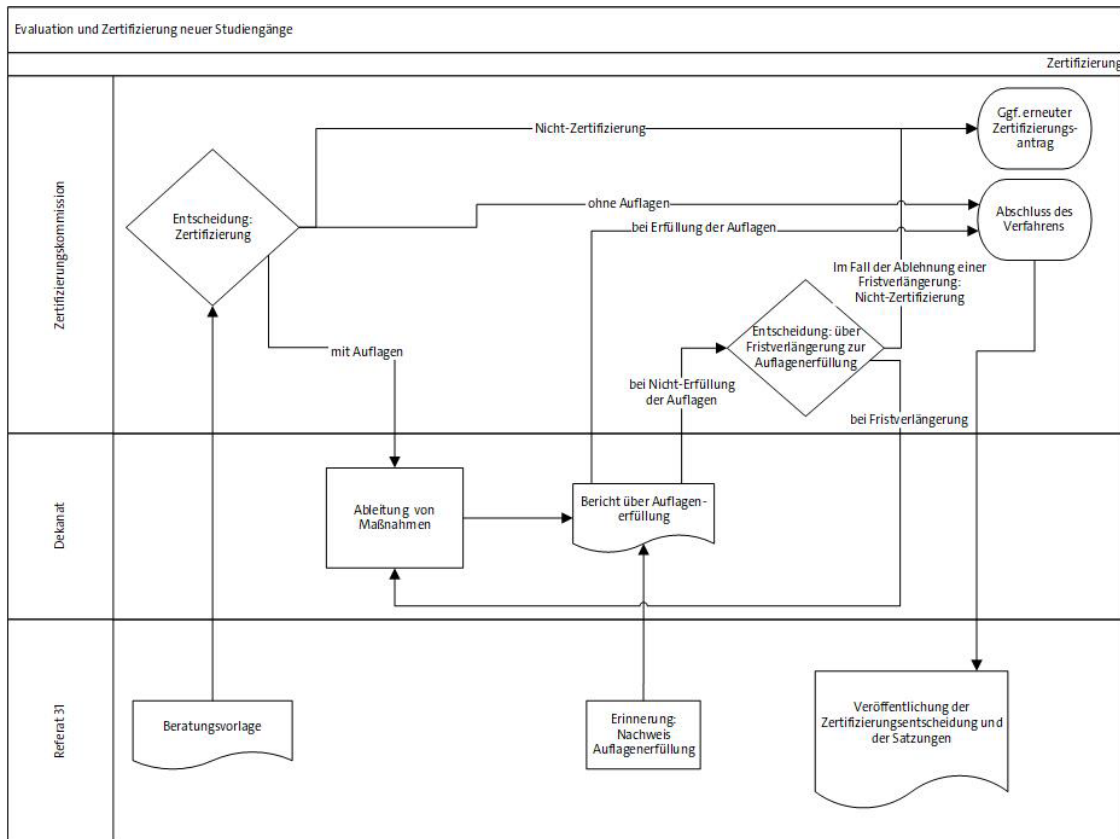 Evaluation und Zertifizierung neuer Studiengänge
Zertifizierung
Zertifizierungskommission
Nicht-Zertifizierung
Ggf. erneuter
Zertifizierungs-
antrag
Entscheidung:
Zertifizierung
ohne Auflagen
bei Erfüllung der Auflagen
Abschluss des
Verfahrens
Im Fall der Ablehnung einer
Fristverlängerung:
Nicht-Zertifizierung
mit Auflagen
Entscheidung: über
Fristverlängerung zur
Auflagenerfüllung
bei Nicht-Erfüllung
der Auflagen
bei Fristverlängerung
Dekanat
Ableitung von
Maßnahmen
Bericht über Auflagen-
erfüllung
Referat 31
Beratungsvorlage
Erinnerung:
Nachweis
Auflagenerfüllung
Veröffentlichung der
Zertifizierungsentscheidung und
der Satzungen